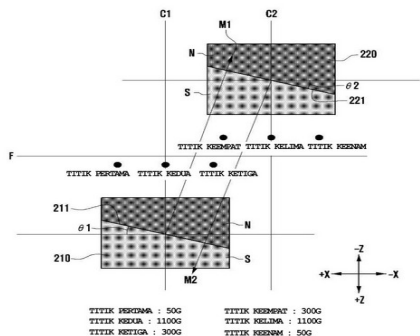 C1
C2
M1
N
220
θ2
S
221
TITIK KEEMPAT TITIK KELIMA TITIK KEENAM
F
TITIK PERTAMA TITIK KEDUA TITIK KETIGA
211
θ1
N
210
S
M2
-Z
+X
-X
+Z
TITIK PERTAMA : 50G
TITIK KEDUA : 1100G
TITIK KETIGA : 300G
TITIK KEEMPAT : 300G
TITIK KELIMA : 1100G
TITIK KEENAM : 50G